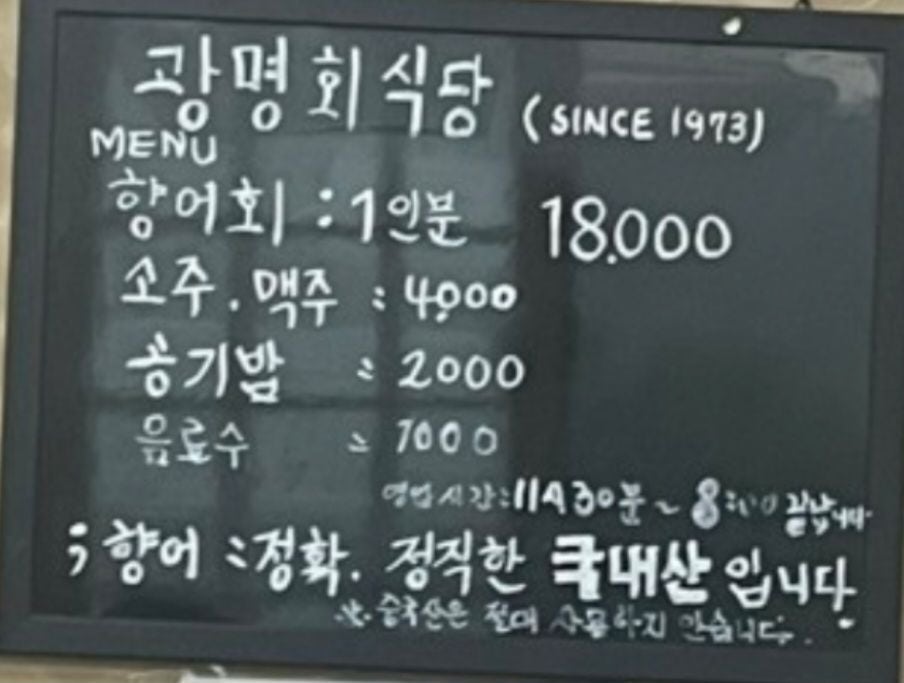 광명회식당 (SINCE 1973)
MENU
향어회 : 1인분 18.000
소주. 맥주 : 4,000
공기밥 : 2000
음료수 : 1000
영업시간 : 11시 30분 ~ 8:00 끝납니다.
; 향어 : 정확. 정직한 국내산 입니다.
※. 중국산은 절대 사용하지 안습니다.